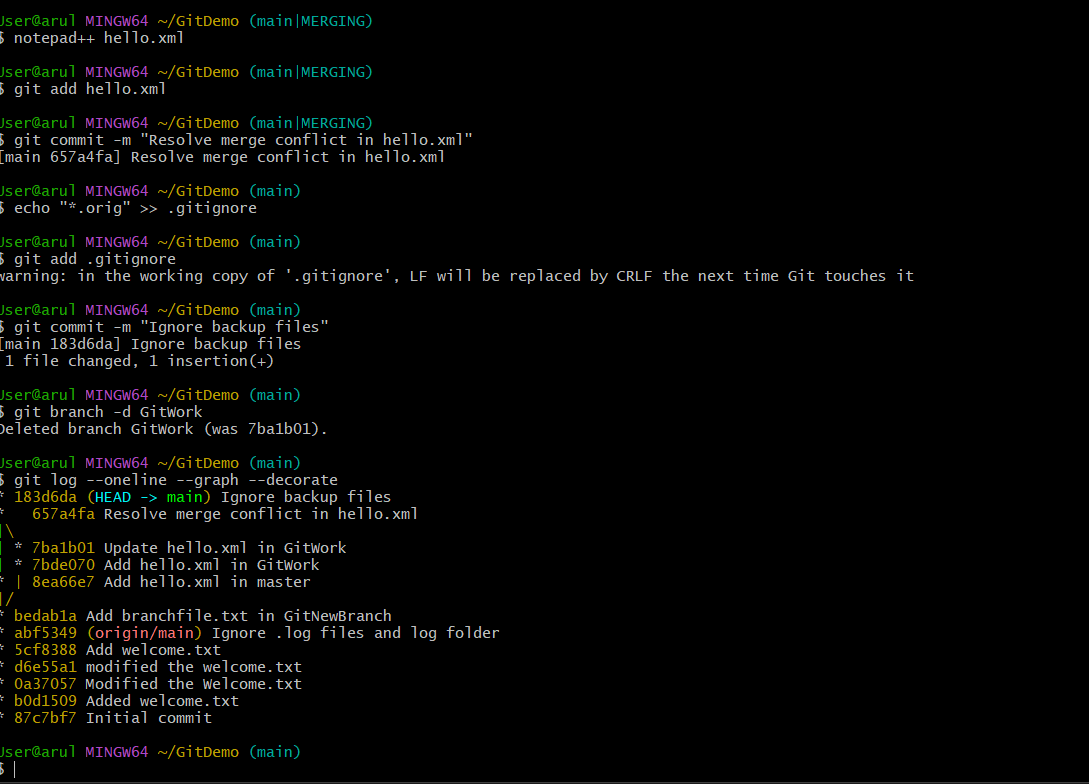 User@arul MINGW64 ~/GitDemo (main|MERGING)
$ notepad++ hello.xml
User@arul MINGW64 ~/GitDemo (main|MERGING)
$ git add hello.xml
User@arul MINGW64 ~/GitDemo (main|MERGING)
$ git commit -m "Resolve merge conflict in hello.xml"
[main 657a4fa] Resolve merge conflict in hello.xml
User@arul MINGW64 ~/GitDemo (main)
$ echo "*.orig" >> .gitignore
User@arul MINGW64 ~/GitDemo (main)
$ git add .gitignore
warning: in the working copy of '.gitignore', LF will be replaced by CRLF the next time Git touches it
User@arul MINGW64 ~/GitDemo (main)
$ git commit -m "Ignore backup files"
[main 183d6da] Ignore backup files
 1 file changed, 1 insertion(+)
User@arul MINGW64 ~/GitDemo (main)
$ git branch -d GitWork
Deleted branch GitWork (was 7ba1b01).
User@arul MINGW64 ~/GitDemo (main)
$ git log --oneline --graph --decorate
* 183d6da (HEAD -> main) Ignore backup files
*   657a4fa Resolve merge conflict in hello.xml
|\
| * 7ba1b01 Update hello.xml in GitWork
| * 7bde070 Add hello.xml in GitWork
* | 8ea66e7 Add hello.xml in master
|/
* bedab1a Add branchfile.txt in GitNewBranch
* abf5349 (origin/main) Ignore .log files and log folder
* 5cf8388 Add welcome.txt
* d6e55a1 modified the welcome.txt
* 0a37057 Modified the Welcome.txt
* b0d1509 Added welcome.txt
* 87c7bf7 Initial commit
User@arul MINGW64 ~/GitDemo (main)
$